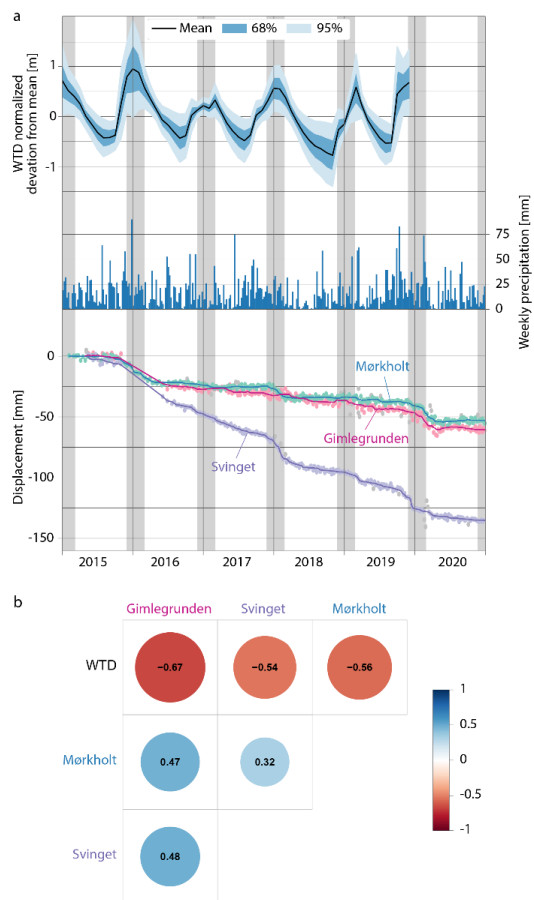 a
Mean 68% 95%
WTD normalized
devation from mean [m]
1
0
-1
Weekly precipitation [mm]
75
50
25
0
Displacement [mm]
0
-50
-100
-150
Mørkholt
Gimlegrunden
Svinget
2015 2016 2017 2018 2019 2020
b
Gimlegrunden Svinget Mørkholt
WTD −0.67 −0.54 −0.56
Mørkholt 0.47 0.32
Svinget 0.48
1
0.5
0
-0.5
-1